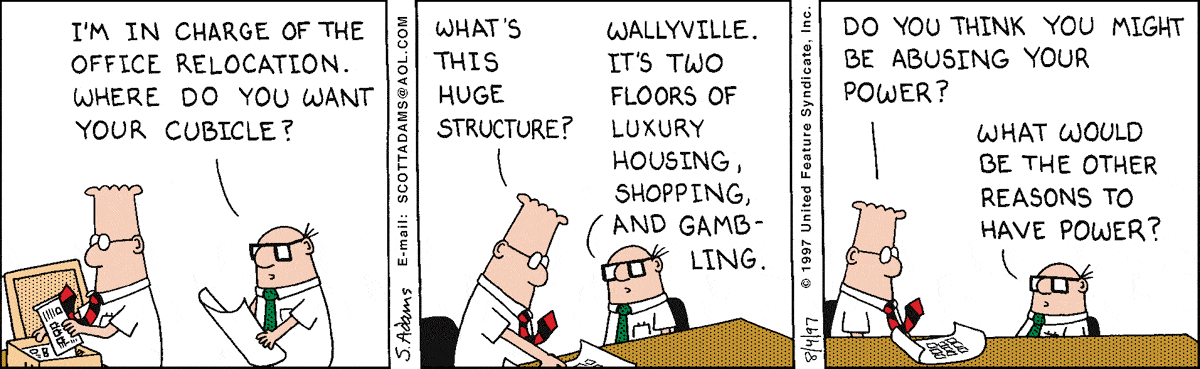 I'M IN CHARGE OF THE
OFFICE RELOCATION.
WHERE DO YOU WANT
YOUR CUBICLE?
S.Adams E-mail: SCOTTADAMS@AOL.COM
WHAT'S
THIS
HUGE
STRUCTURE?
WALLYVILLE.
IT'S TWO
FLOORS OF
LUXURY
HOUSING,
SHOPPING,
AND GAMB-
LING.
8/4/97 © 1997 United Feature Syndicate, Inc.
DO YOU THINK YOU MIGHT
BE ABUSING YOUR
POWER?
WHAT WOULD
BE THE OTHER
REASONS TO
HAVE POWER?